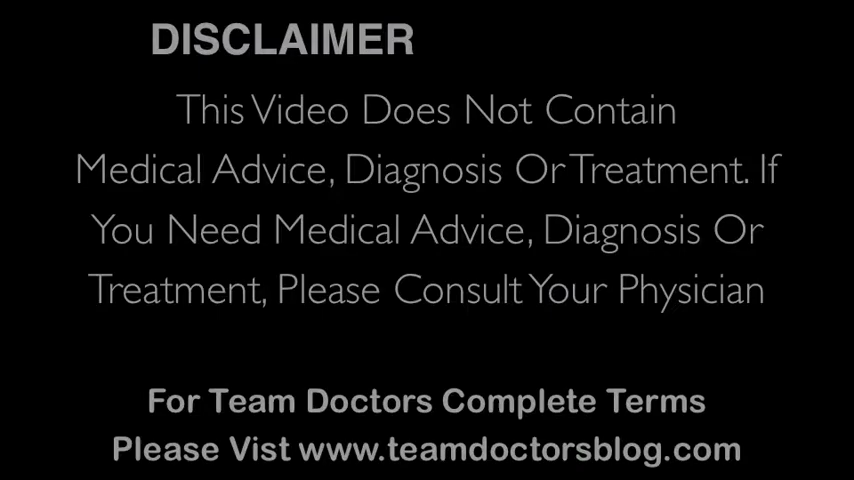 DISCLAIMER
This Video Does Not Contain
Medical Advice, Diagnosis Or Treatment. If
You Need Medical Advice, Diagnosis Or
Treatment, Please Consult Your Physician
For Team Doctors Complete Terms
Please Vist www.teamdoctorsblog.com